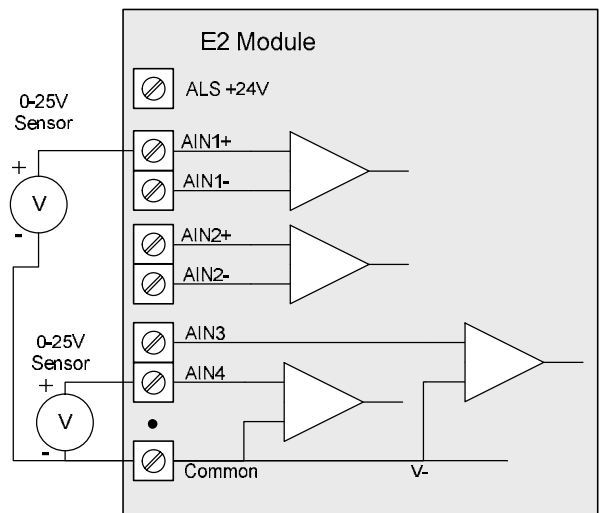 E2 Module
ALS +24V
0-25V
Sensor
AIN1+
+
V
AIN1-
-
AIN2+
AIN2-
0-25V
Sensor
AIN3
+
AIN4
V
-
Common
V-